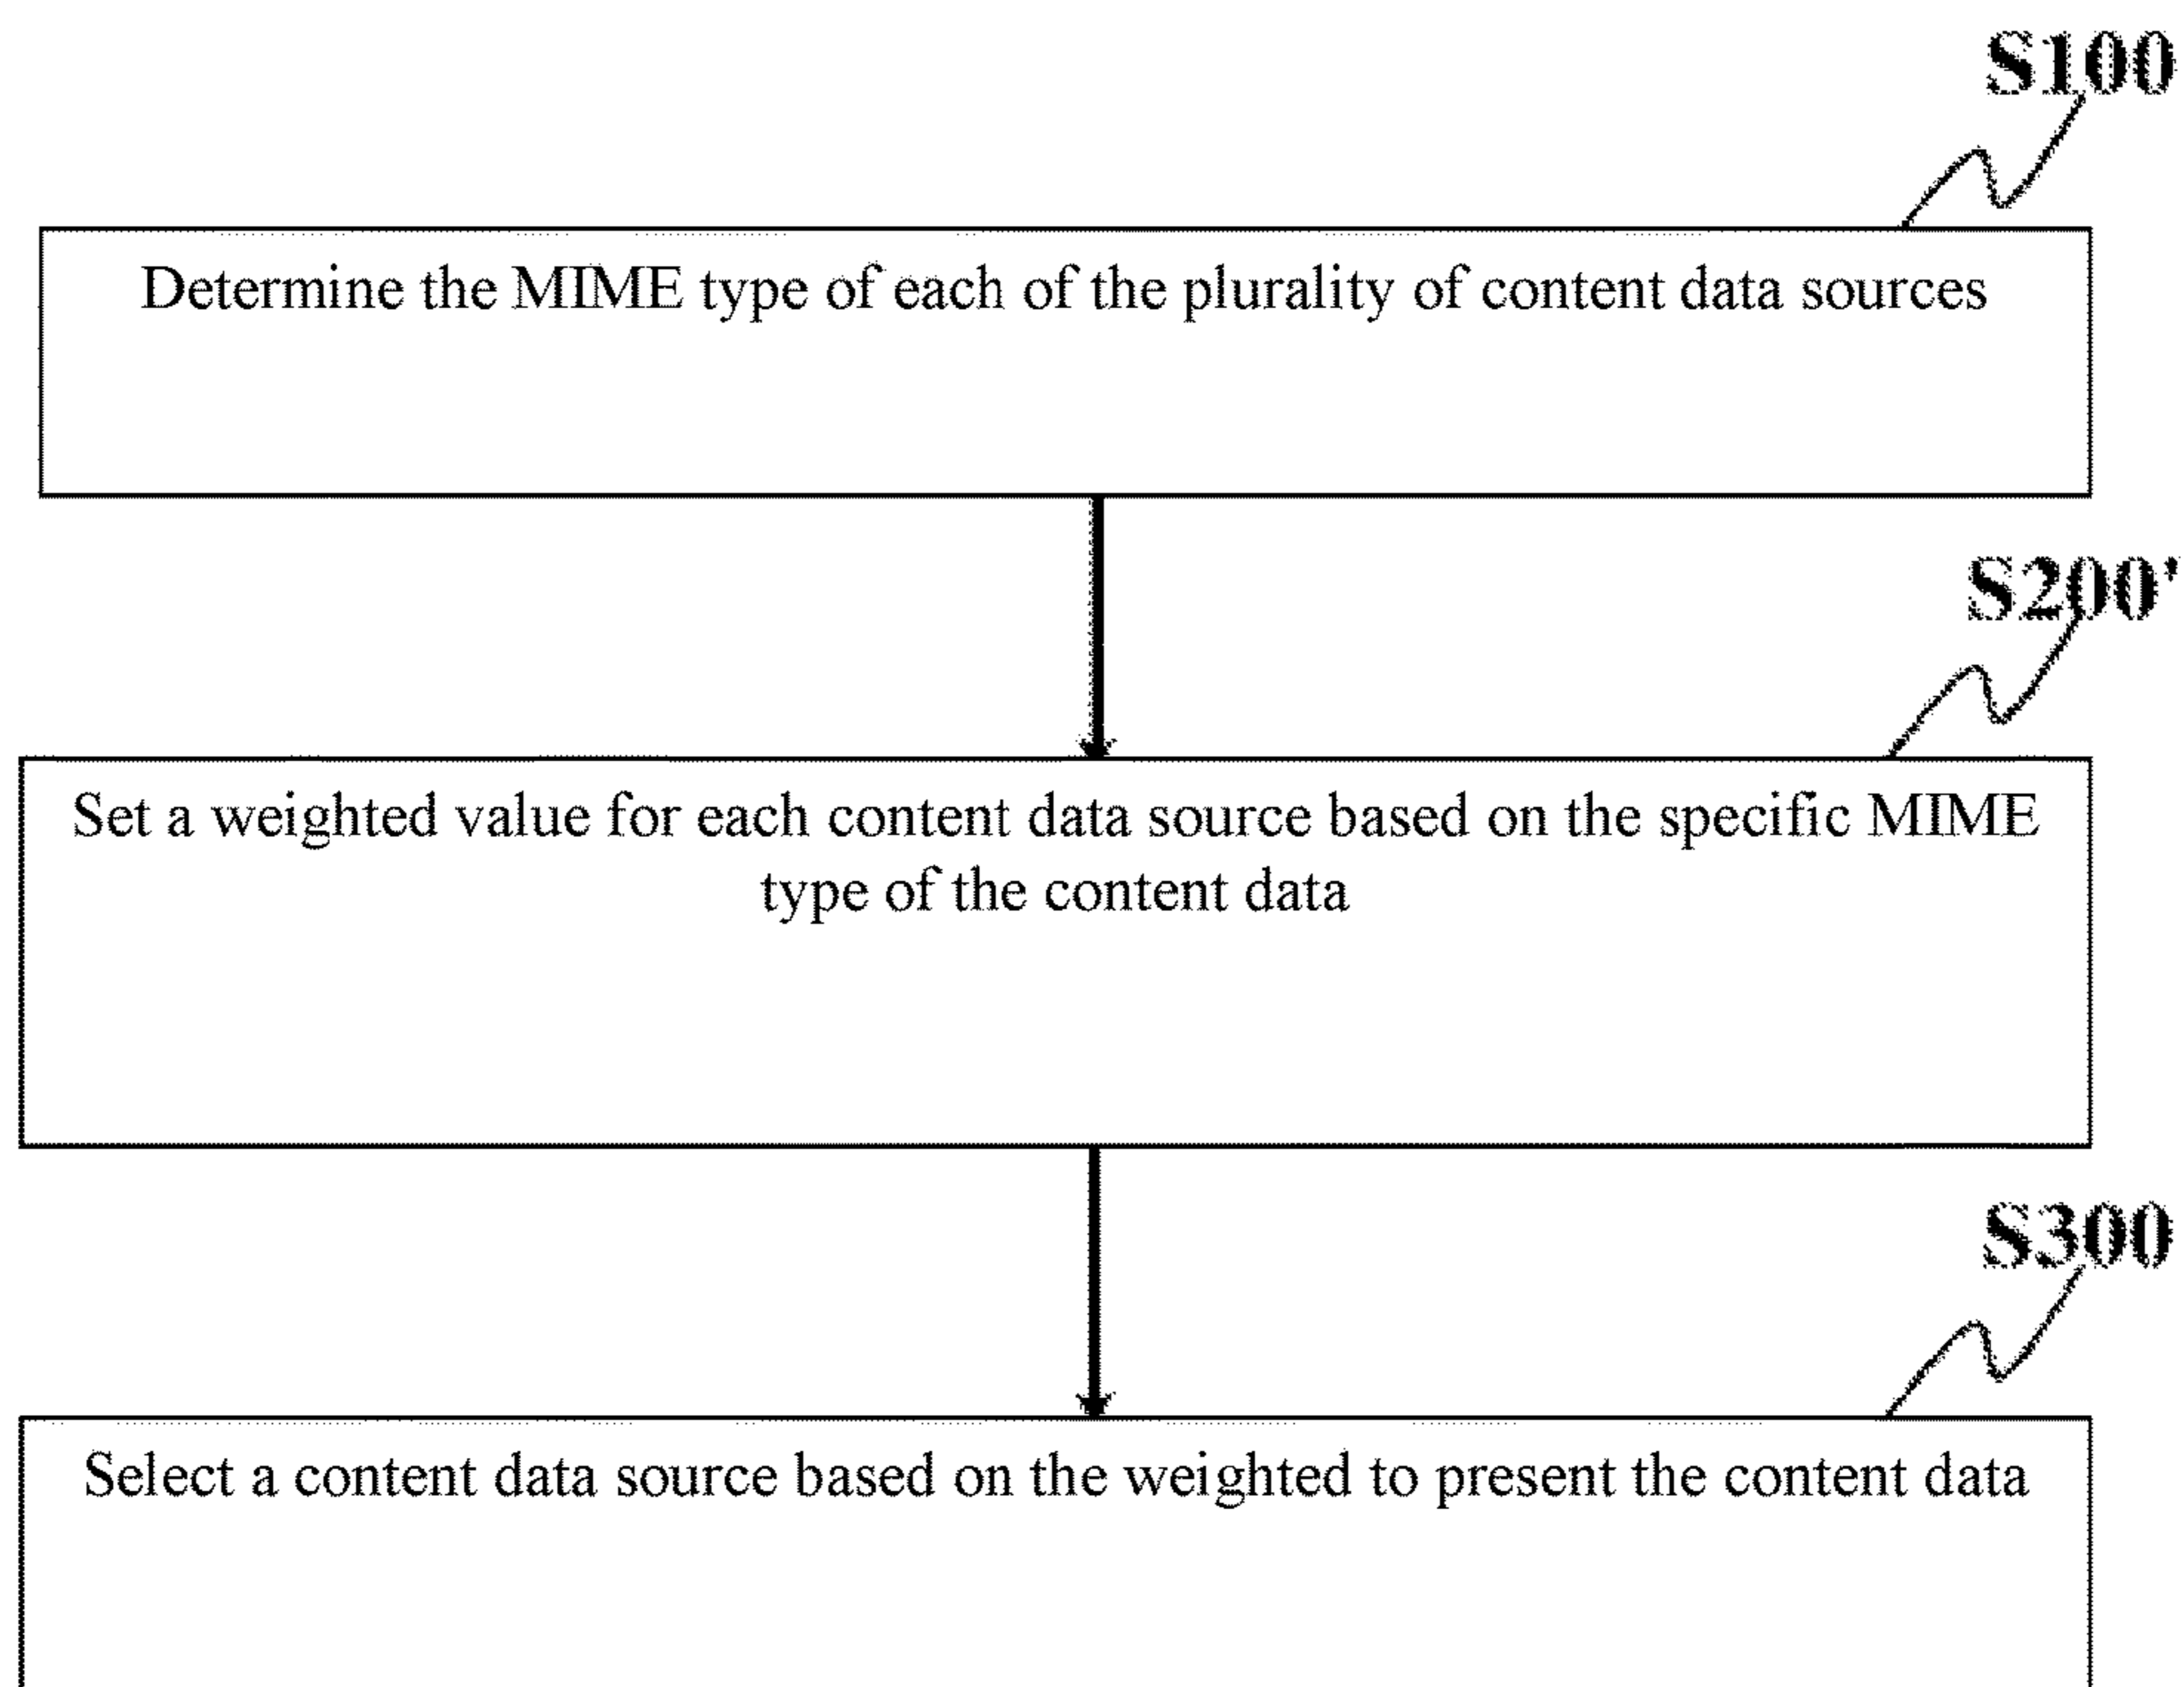 S100
Determine the MIME type of each of the plurality of content data sources
S200'
Set a weighted value for each content data source based on the specific MIME
type of the content data
S300
Select a content data source based on the weighted to present the content data